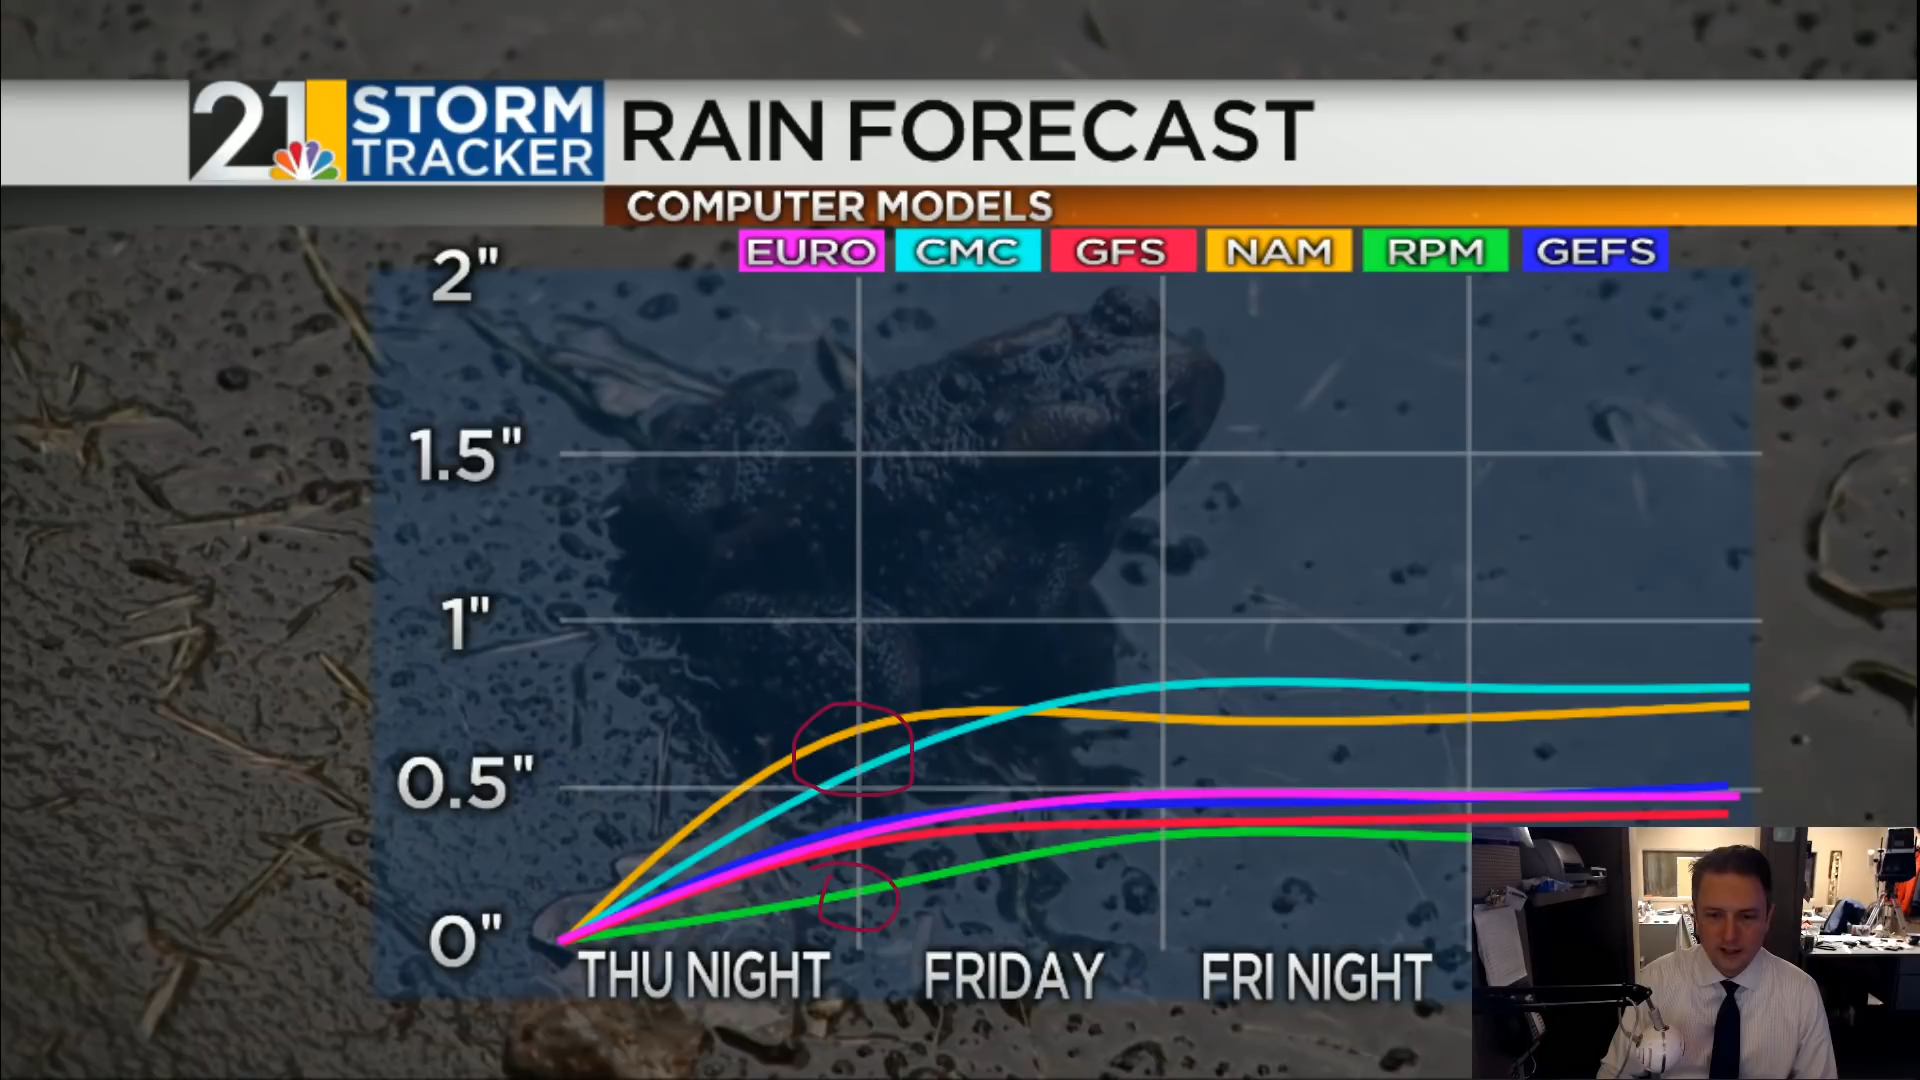 21 STORM TRACKER RAIN FORECAST
COMPUTER MODELS
EURO CMC GFS NAM RPM GEFS
2"
1.5"
1"
0.5"
0"
THU NIGHT FRIDAY FRI NIGHT